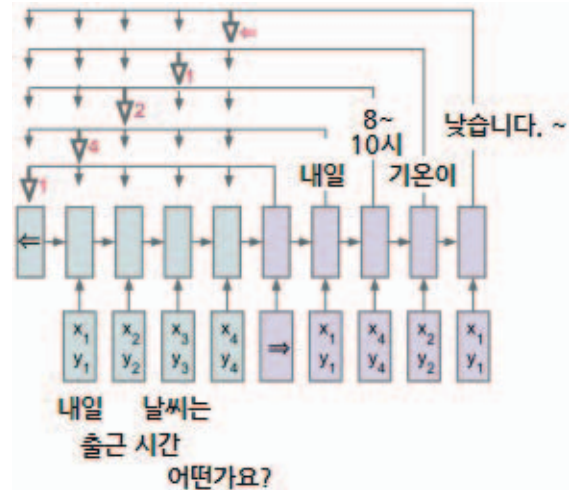 ⇐
1
2
4
1
8~
10시
낮습니다. ~
내일 기온이
⇐
x₁ x₂ x₃ x₄ ⇒ x₁ x₄ x₂ x₁
y₁ y₂ y₃ y₄ y₁ y₄ y₂ y₁
내일 날씨는
출근 시간
어떤가요?